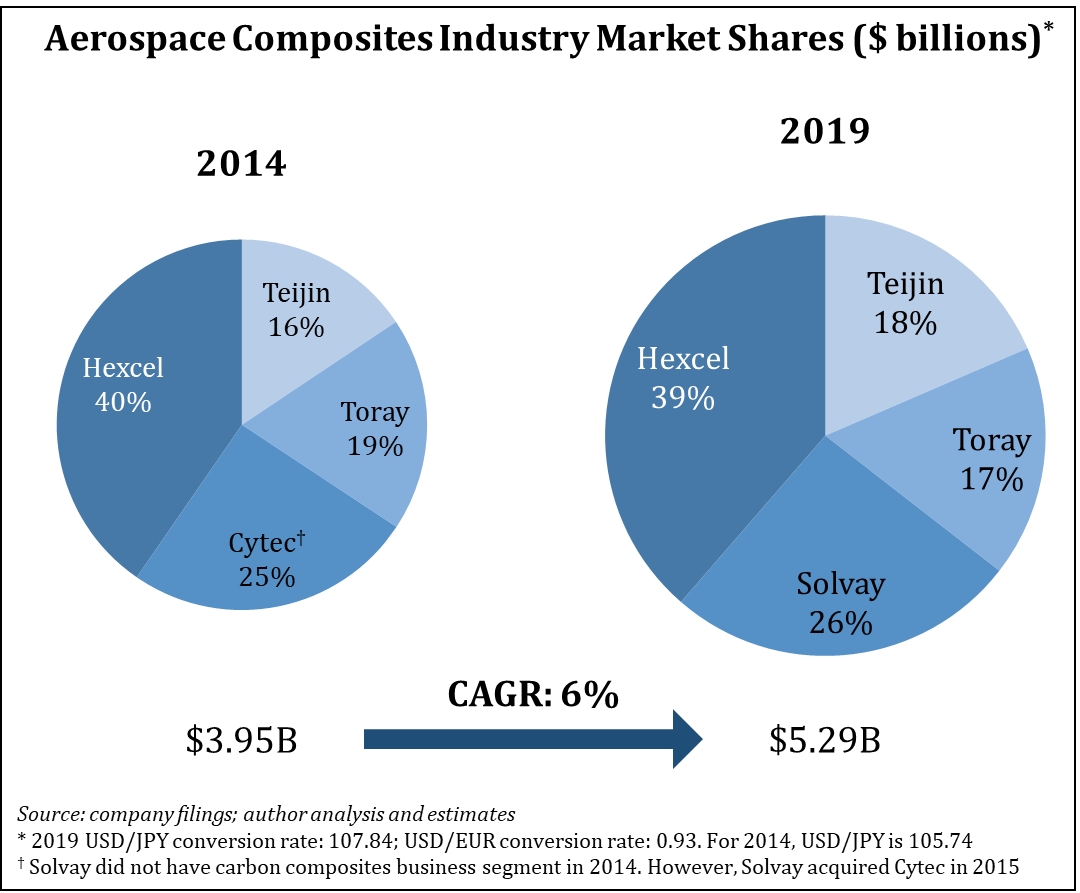 Aerospace Composites Industry Market Shares ($ billions)*
2014
Teijin
16%
Hexcel
40%
Toray
19%
Cytec†
25%
2019
Teijin
18%
Hexcel
39%
Toray
17%
Solvay
26%
CAGR: 6%
$3.95B
$5.29B
Source: company filings; author analysis and estimates
* 2019 USD/JPY conversion rate: 107.84; USD/EUR conversion rate: 0.93. For 2014, USD/JPY is 105.74
† Solvay did not have carbon composites business segment in 2014. However, Solvay acquired Cytec in 2015